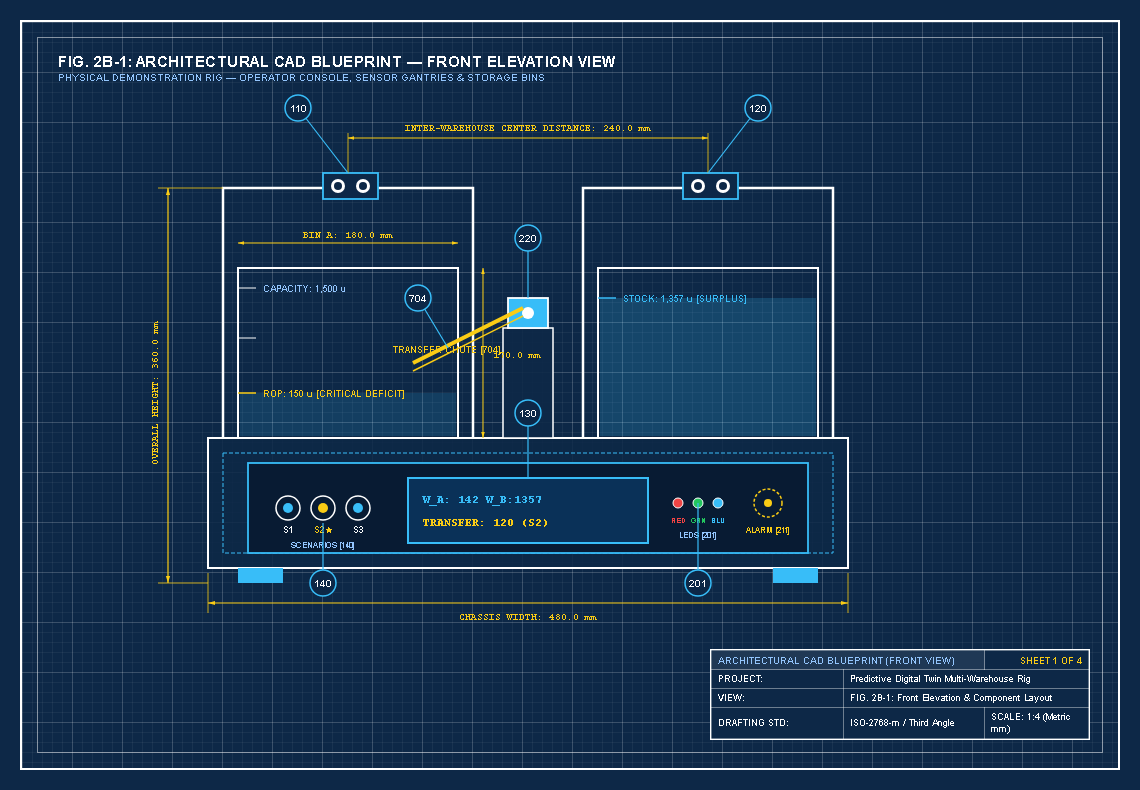 FIG. 2B-1: ARCHITECTURAL CAD BLUEPRINT — FRONT ELEVATION VIEW
PHYSICAL DEMONSTRATION RIG — OPERATOR CONSOLE, SENSOR GANTRIES & STORAGE BINS
110
120
INTER-WAREHOUSE CENTER DISTANCE: 240.0 mm
BIN A: 180.0 mm
220
CAPACITY: 1,500 u
704
STOCK: 1,357 u [SURPLUS]
TRANSFER CHUTE [704]
.0 mm
OVERALL HEIGHT: 360.0 mm
ROP: 150 u [CRITICAL DEFICIT]
130
W_A: 142 W_B:1357
TRANSFER: 120 (S2)
S1
S2★
S3
SCENARIOS [140]
RED
GRN
BLU
LEDS [201]
ALARM [211]
140
201
CHASSIS WIDTH: 480.0 mm
ARCHITECTURAL CAD BLUEPRINT (FRONT VIEW)
SHEET 1 OF 4
PROJECT:
Predictive Digital Twin Multi-Warehouse Rig
VIEW:
FIG. 2B-1: Front Elevation & Component Layout
DRAFTING STD:
ISO-2768-m / Third Angle
SCALE: 1:4 (Metric
mm)